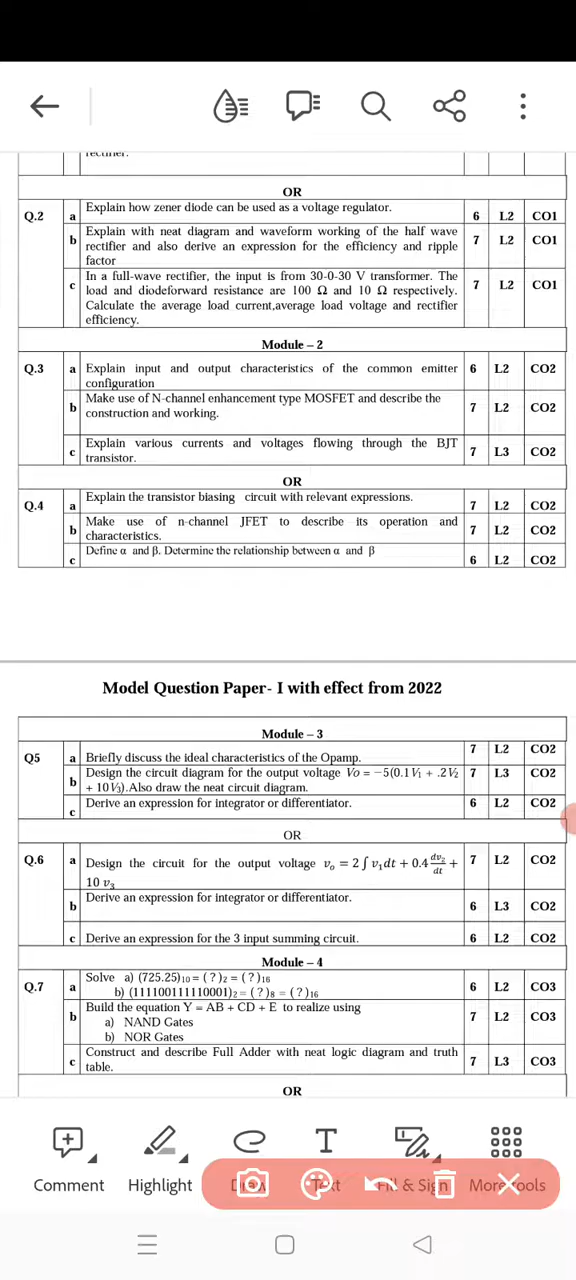 rectifier.
OR
Q.2 a Explain how zener diode can be used as a voltage regulator. 6 L2 CO1
b Explain with neat diagram and waveform working of the half wave 7 L2 CO1
rectifier and also derive an expression for the efficiency and ripple
factor
c In a full-wave rectifier, the input is from 30-0-30 V transformer. The 7 L2 CO1
load and diodeforward resistance are 100 Ω and 10 Ω respectively.
Calculate the average load current,average load voltage and rectifier
efficiency.
Module – 2
Q.3 a Explain input and output characteristics of the common emitter 6 L2 CO2
configuration
b Make use of N-channel enhancement type MOSFET and describe the 7 L2 CO2
construction and working.
c Explain various currents and voltages flowing through the BJT 7 L3 CO2
transistor.
OR
Q.4 a Explain the transistor biasing circuit with relevant expressions. 7 L2 CO2
b Make use of n-channel JFET to describe its operation and 7 L2 CO2
characteristics.
c Define α and β. Determine the relationship between α and β 6 L2 CO2
Model Question Paper- I with effect from 2022
Module – 3
Q5 a Briefly discuss the ideal characteristics of the Opamp. 7 L2 CO2
b Design the circuit diagram for the output voltage Vo = −5(0.1V₁ + .2V₂ 7 L3 CO2
+ 10V₃).Also draw the neat circuit diagram.
c Derive an expression for integrator or differentiator. 6 L2 CO2
OR
Q.6 a Design the circuit for the output voltage vₒ = 2 ∫ v₁dt + 0.4 dv₂/dt + 7 L2 CO2
10 v₃
b Derive an expression for integrator or differentiator. 6 L3 CO2
c Derive an expression for the 3 input summing circuit. 6 L2 CO2
Module – 4
Q.7 a Solve a) (725.25)₁₀ = ( ? )₂ = ( ? )₁₆ 6 L2 CO3
b) (111100111110001)₂ = ( ? )₈ = ( ? )₁₆
b Build the equation Y = AB + CD + E to realize using 7 L2 CO3
a) NAND Gates
b) NOR Gates
c Construct and describe Full Adder with neat logic diagram and truth 7 L3 CO3
table.
OR
Comment Highlight Draw Text Fill & Sign More tools